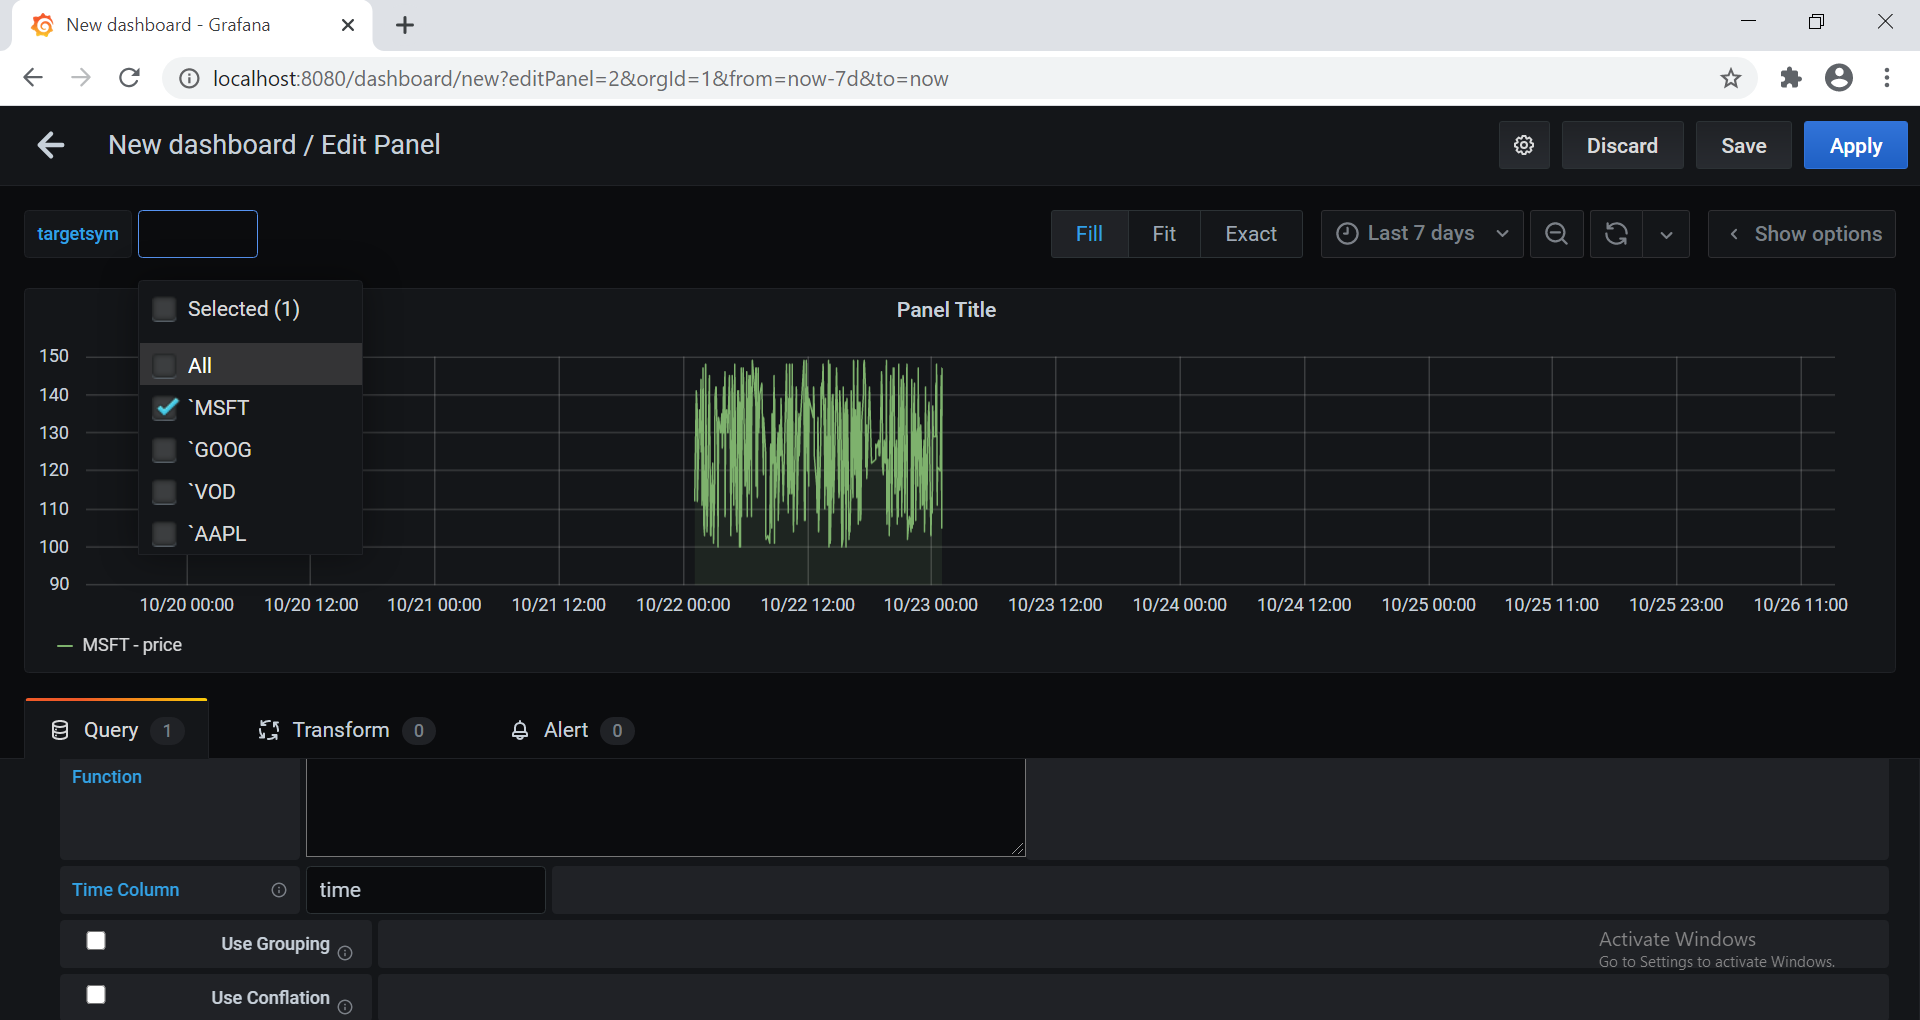 New dashboard - Grafana
localhost:8080/dashboard/new?editPanel=2&orgId=1&from=now-7d&to=now
New dashboard / Edit Panel
Discard
Save
Apply
targetsym
Fill
Fit
Exact
Last 7 days
Show options
Selected (1)
All
`MSFT
`GOOG
`VOD
`AAPL
Panel Title
150
140
130
120
110
100
90
10/20 00:00
10/20 12:00
10/21 00:00
10/21 12:00
10/22 00:00
10/22 12:00
10/23 00:00
10/23 12:00
10/24 00:00
10/24 12:00
10/25 00:00
10/25 11:00
10/25 23:00
10/26 11:00
MSFT - price
Query 1
Transform 0
Alert 0
Function
Time Column
time
Use Grouping
Use Conflation
Activate Windows
Go to Settings to activate Windows.